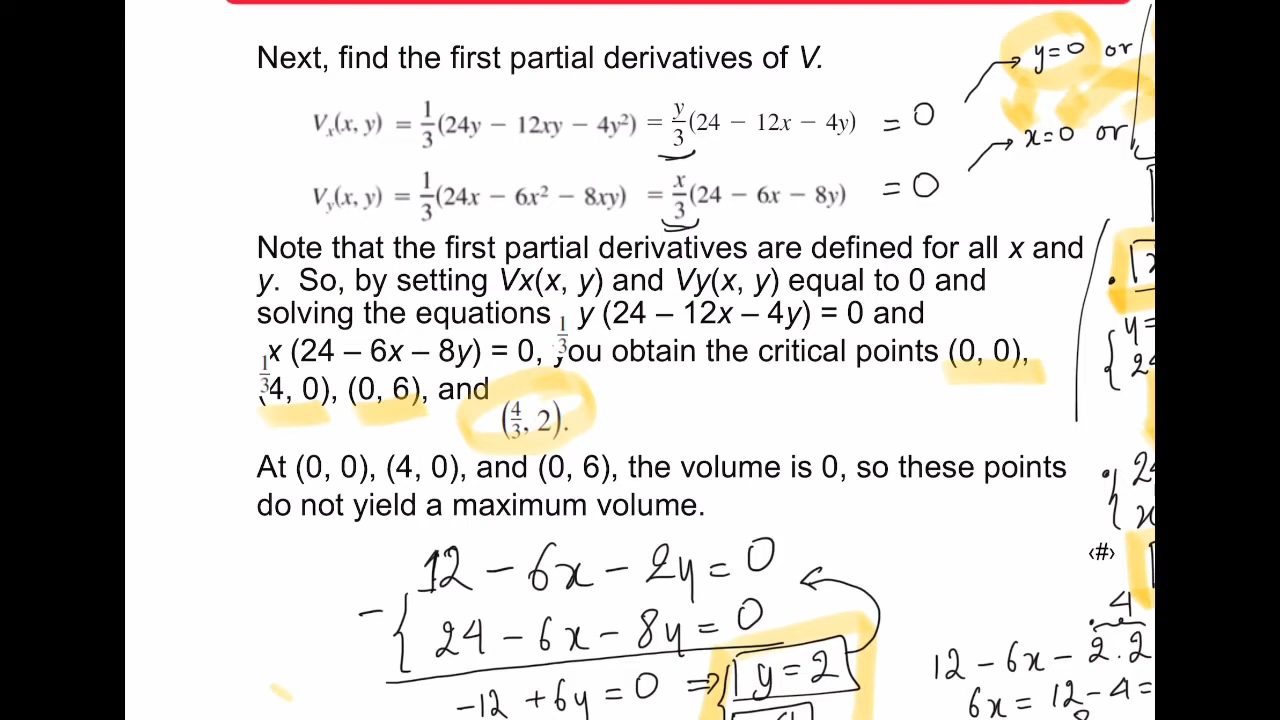 Next, find the first partial derivatives of V.
y=0 or
Vₓ(x, y) = 1/3(24y − 12xy − 4y²) = y/3(24 − 12x − 4y) = 0
x=0 or
Vᵧ(x, y) = 1/3(24x − 6x² − 8xy) = x/3(24 − 6x − 8y) = 0
Note that the first partial derivatives are defined for all x and
y. So, by setting Vx(x, y) and Vy(x, y) equal to 0 and
solving the equations 1/3 y (24 – 12x – 4y) = 0 and
1/3 x (24 – 6x – 8y) = 0, you obtain the critical points (0, 0),
(4, 0), (0, 6), and
(4/3, 2).
At (0, 0), (4, 0), and (0, 6), the volume is 0, so these points
do not yield a maximum volume.
y=
‹#›
12 − 6x − 2y = 0
24 − 6x − 8y = 0
−12 + 6y = 0 ⇒ y = 2
4
12 − 6x − 2·2
6x = 12 − 4 =